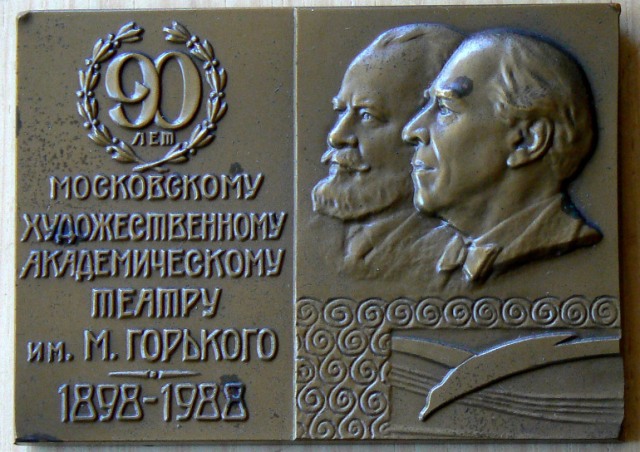 90
ЛЕТ
МОСКОВСКОМУ
ХУДОЖЕСТВЕННОМУ
АКАДЕМИЧЕСКОМУ
ТЕАТРУ
ИМ. М. ГОРЬКОГО
1898-1988